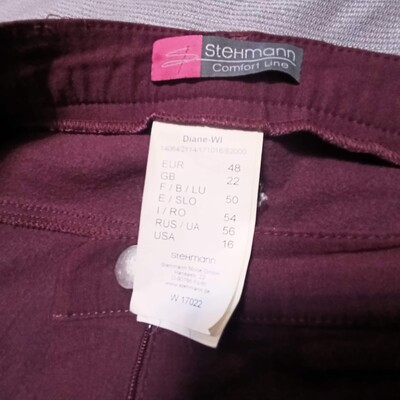 Stehmann
Comfort Line
Diane-WI
EUR 48
GB 22
F / B / LU 50
E / SLO
I / RO 54
RUS / UA 56
USA 16
Stehmann
W 17022